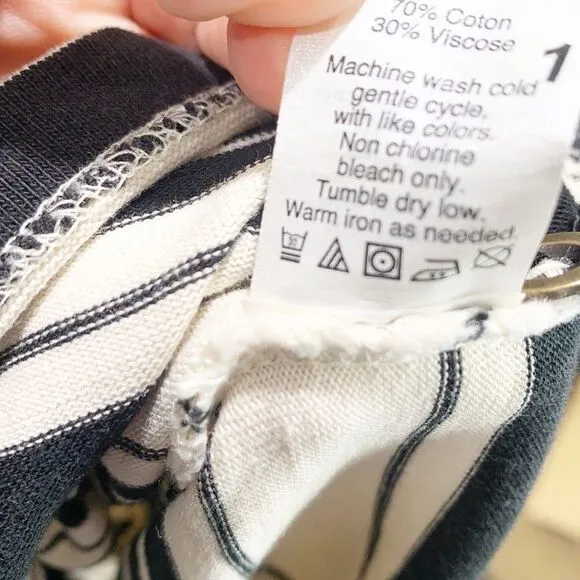 70% Coton
30% Viscose
1
Machine wash cold
gentle cycle,
with like colors.
Non chlorine
bleach only.
Tumble dry low.
Warm iron as needed.
30